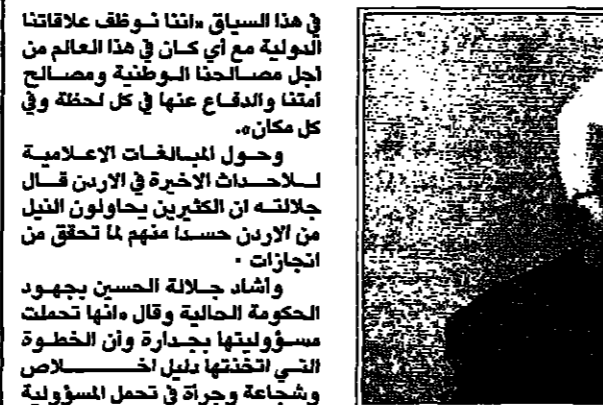 في هذا السياق «اننا نوظف علاقاتنا
الدولية مع أي كان في هذا العالم من
أجل مصالحنا الوطنية ومصالح
امتنا والدفاع عنها في كل لحظة وفي
كل مكان».
وحول المبالغات الاعلامية
للاحداث الاخيرة في الاردن قال
جلالته ان الكثيرين يحاولون النيل
من الاردن حسدا منهم لما تحقق من
انجازات .
وأشاد جلالة الحسين بجهود
الحكومة الحالية وقال «انها تحملت
مسؤوليتها بجدارة وأن الخطوة
التي اتخذتها دليل اخلاص
وشجاعة وجرأة في تحمل المسؤولية